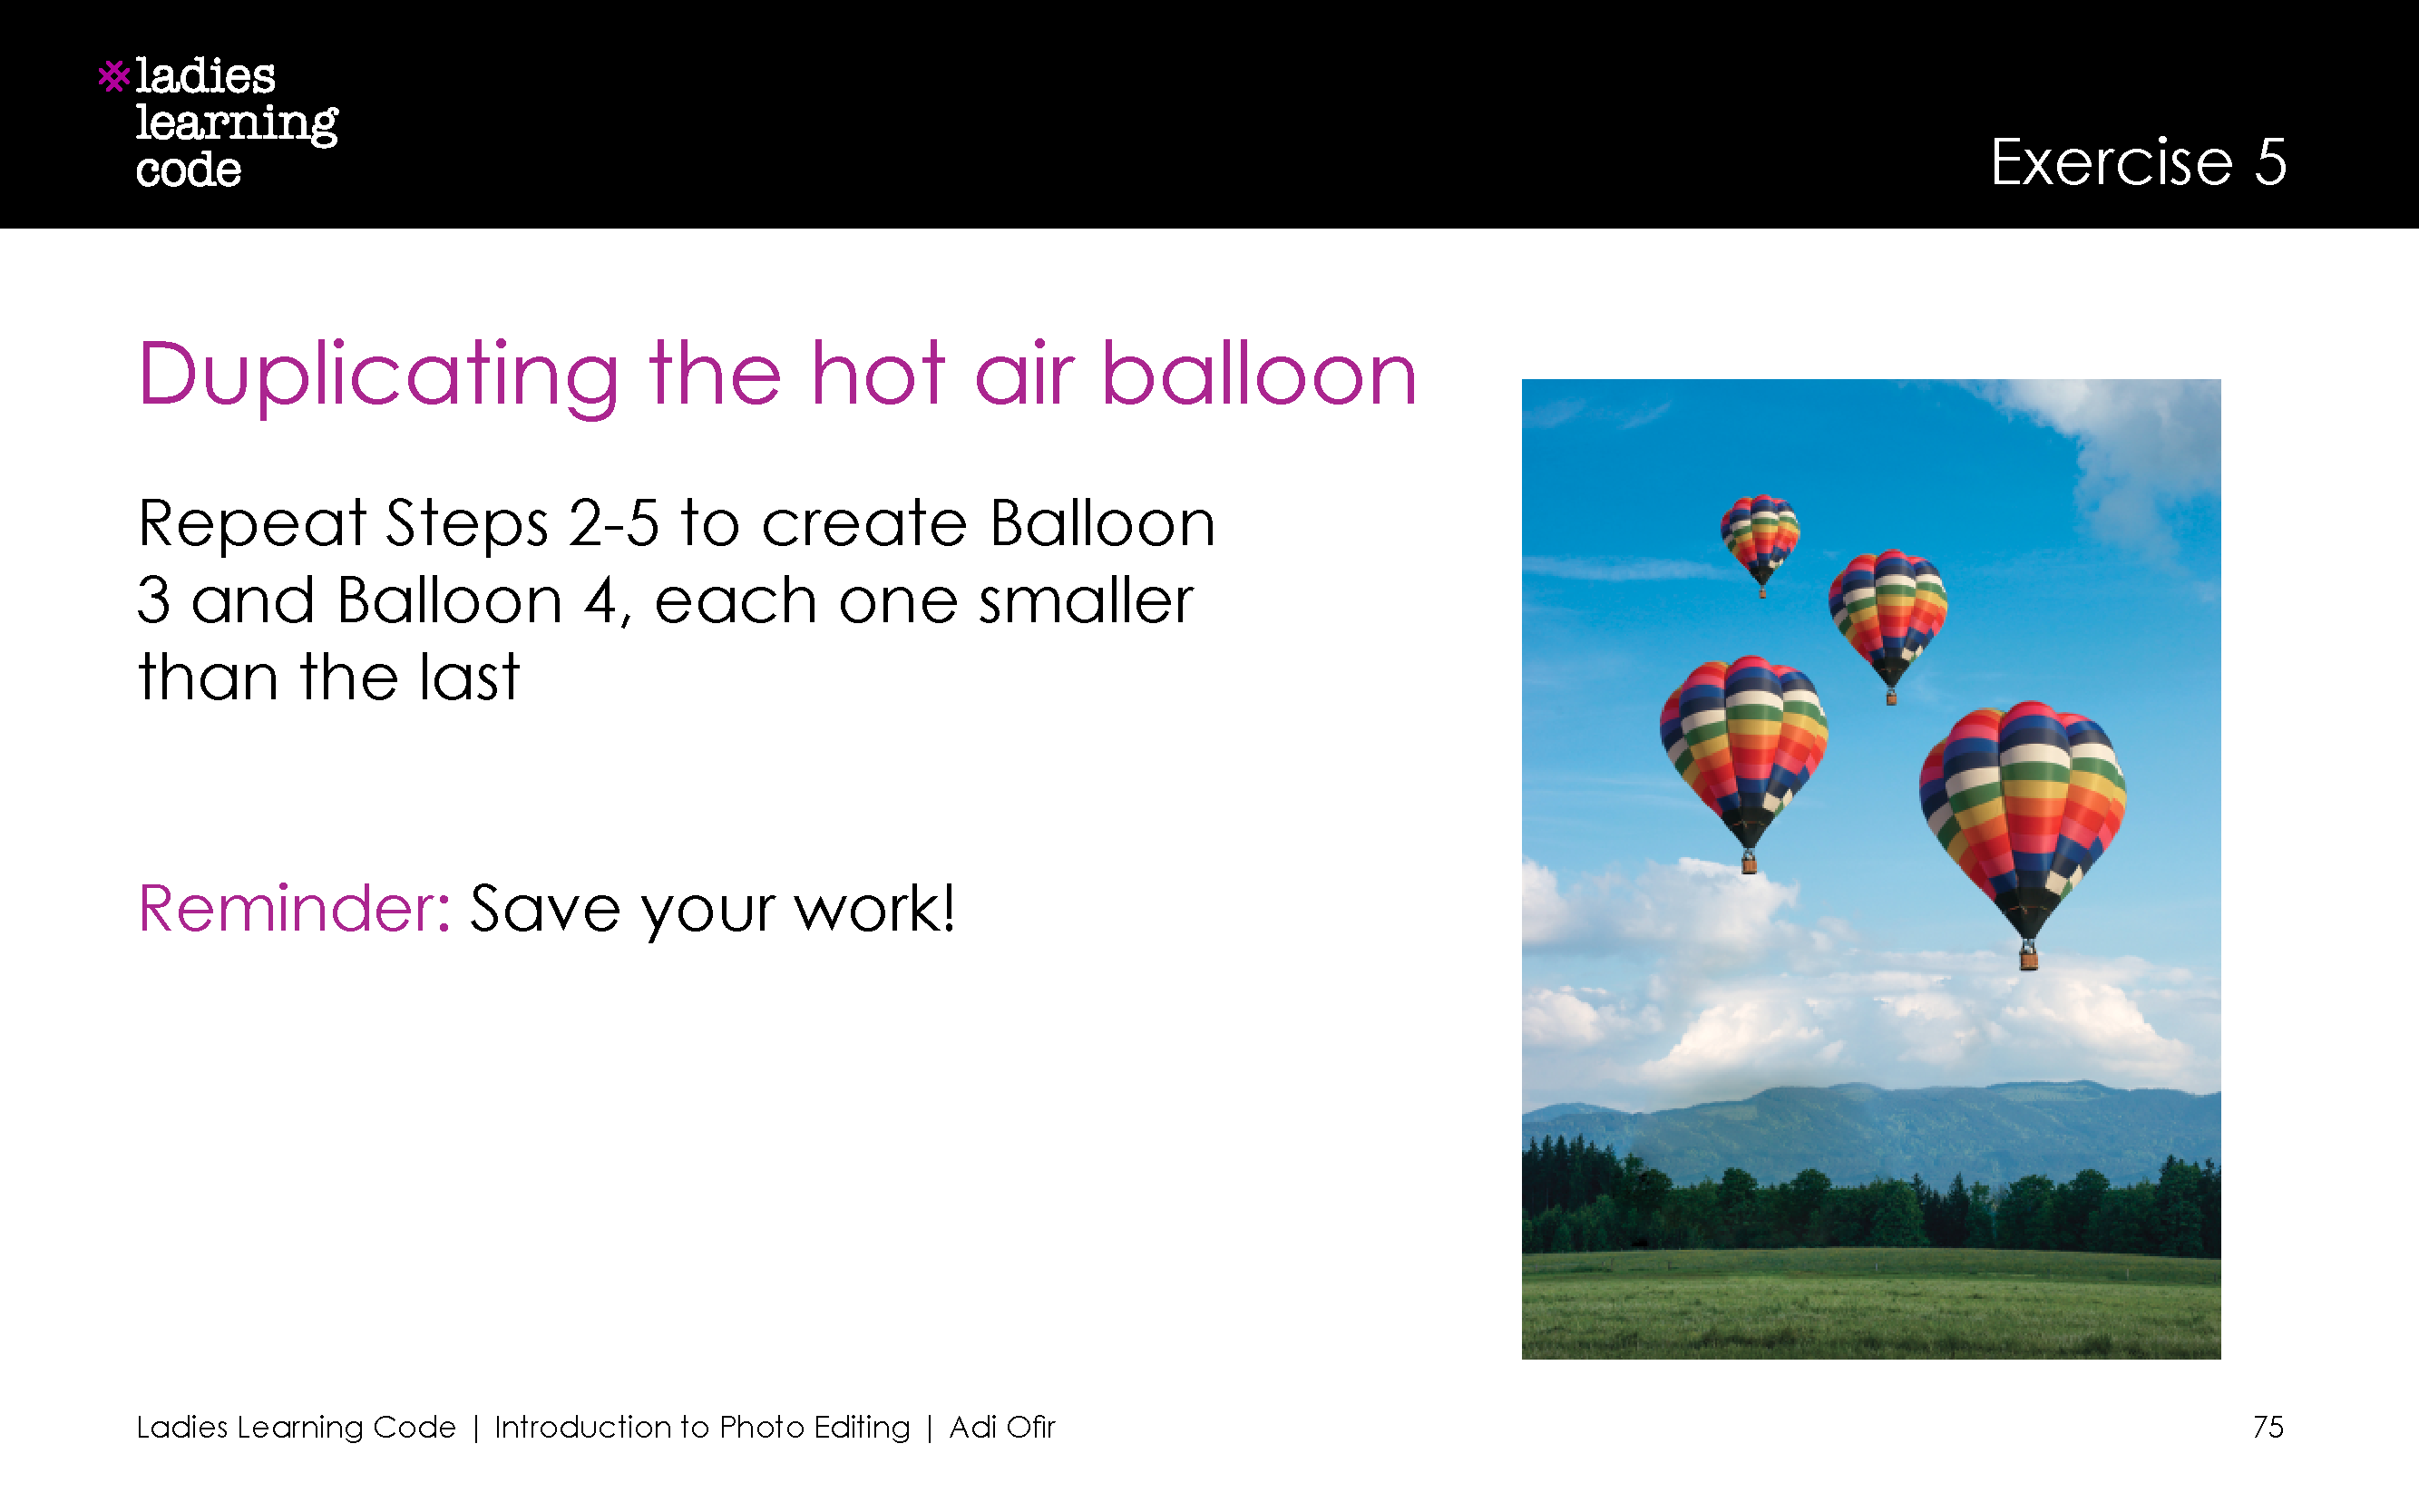 ladies
learning
code
Exercise 5
Duplicating the hot air balloon
Repeat Steps 2-5 to create Balloon
3 and Balloon 4, each one smaller
than the last
Reminder: Save your work!
Ladies Learning Code | Introduction to Photo Editing | Adi Ofir
75